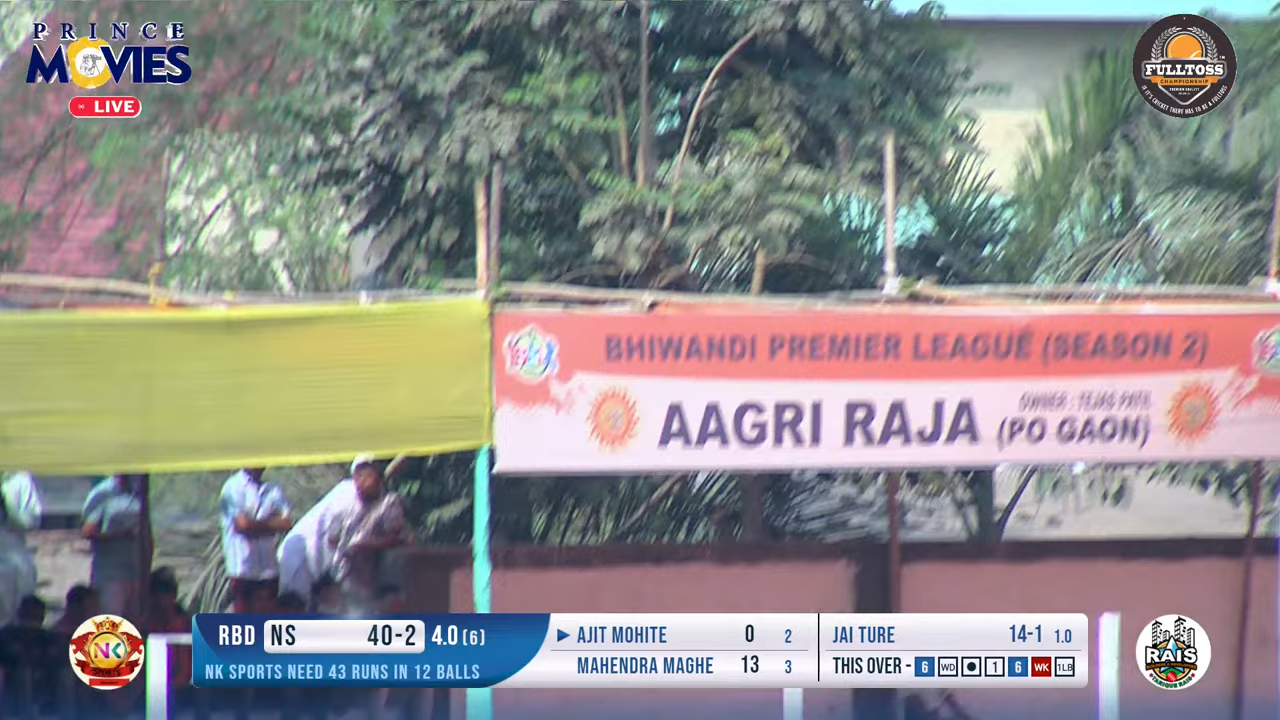 PRINCE
MOVIES
LIVE
FULLTOSS
CHAMPIONSHIP
BHIWANDI PREMIER LEAGUE (SEASON 2)
AAGRI RAJA
(PO GAON)
NK
RBD NS 40-2 4.0 (6)
NK SPORTS NEED 43 RUNS IN 12 BALLS
AJIT MOHITE 0 2
MAHENDRA MAGHE 13 3
JAI TURE 14-1 1.0
THIS OVER - 6 WD 1 6 WK 1LB
RAIS